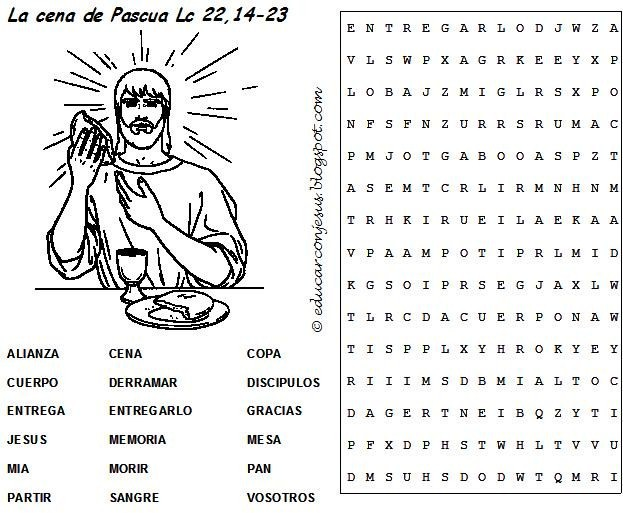 La cena de Pascua Lc 22,14-23
E N T R E G A R L O D J W Z A
V L S W P X A G R K E E Y X P
L O B A J Z M I G L R S X P O
N F S F N Z U R R S R U M A C
P M J O T G A B O O A S P Z T
A S E M T C R L I R M N H N M
T R H K I R U E I L A E K A A
V P A A M P O T I P R L M I D
K G S O I P R S E G J A X L W
T L R C D A C U E R P O N A W
T I S P P L X Y H R O K Y E Y
R I I I M S D B M I A L T O C
D A G E R T N E I B Q Z Y T I
P F X D P H S T W H L T V V U
D M S U H S D O D W T Q M R I
© educarconjesus.blogspot.com
ALIANZA CENA COPA
CUERPO DERRAMAR DISCIPULOS
ENTREGA ENTREGARLO GRACIAS
JESUS MEMORIA MESA
MIA MORIR PAN
PARTIR SANGRE VOSOTROS